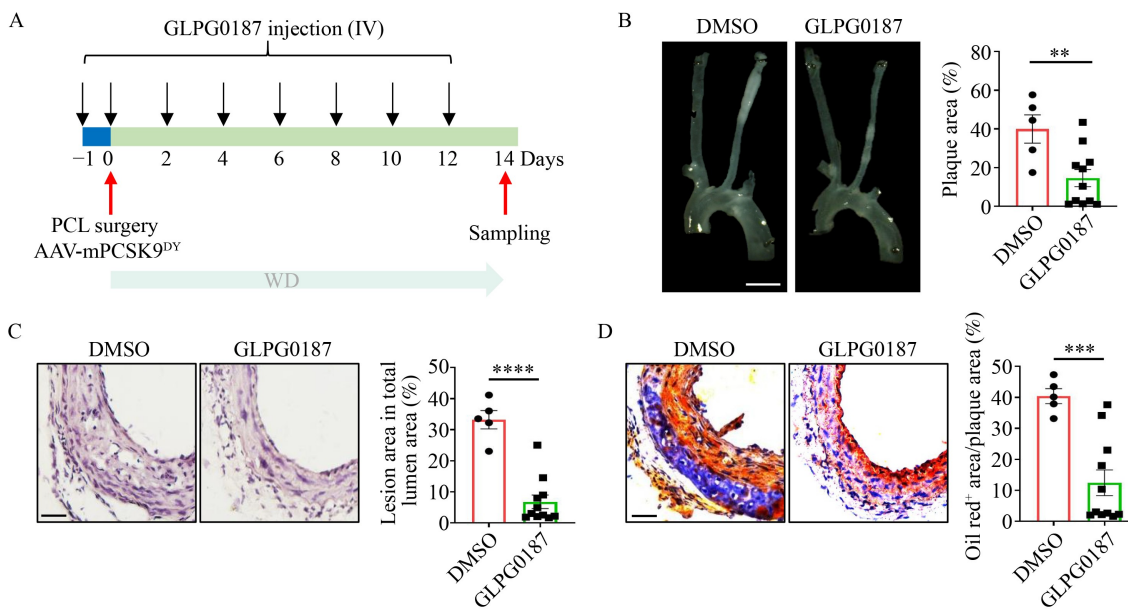 A
GLPG0187 injection (IV)
−1 0 2 4 6 8 10 12 14 Days
PCL surgery
AAV-mPCSK9ᴰʸ
Sampling
WD
B
DMSO GLPG0187
Plaque area (%)
80
60
40
20
0
**
DMSO
GLPG0187
C
DMSO GLPG0187
Lesion area in total
lumen area (%)
50
40
30
20
10
0
****
DMSO
GLPG0187
D
DMSO GLPG0187
Oil red⁺ area/plaque area (%)
50
40
30
20
10
0
***
DMSO
GLPG0187